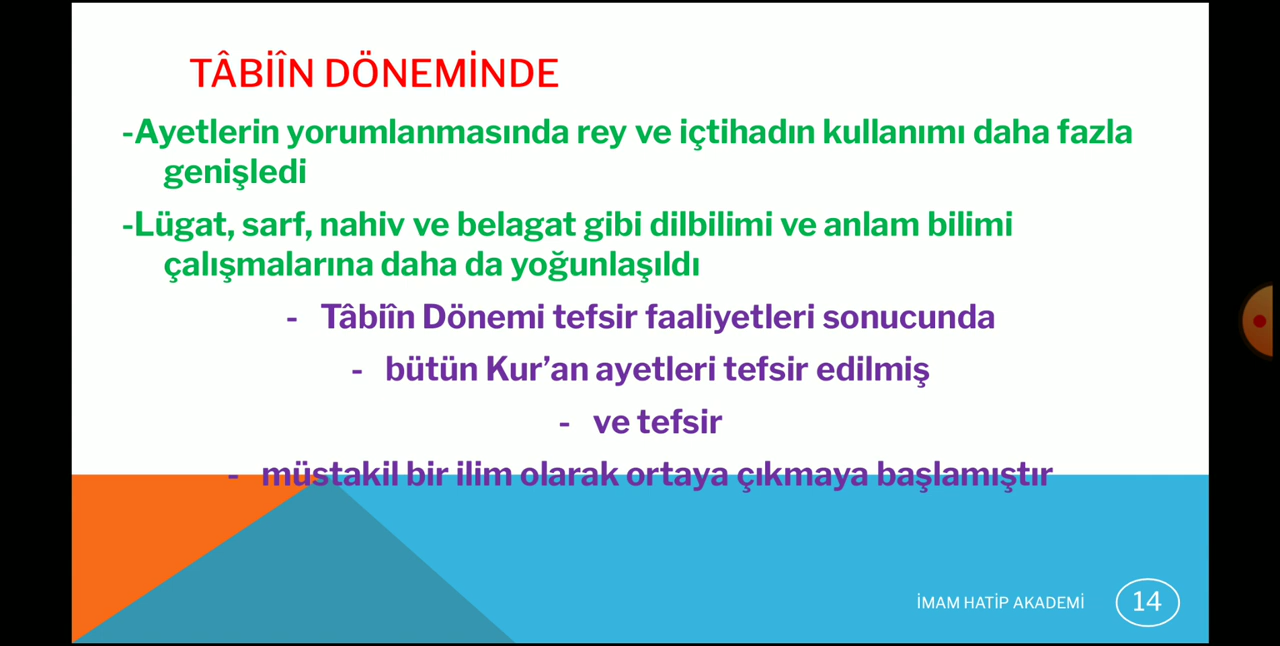 TÂBİÎN DÖNEMİNDE
-Ayetlerin yorumlanmasında rey ve içtihadın kullanımı daha fazla
genişledi
-Lügat, sarf, nahiv ve belagat gibi dilbilimi ve anlam bilimi
çalışmalarına daha da yoğunlaşıldı
- Tâbiîn Dönemi tefsir faaliyetleri sonucunda
- bütün Kur’an ayetleri tefsir edilmiş
- ve tefsir
- müstakil bir ilim olarak ortaya çıkmaya başlamıştır
İMAM HATİP AKADEMİ
14